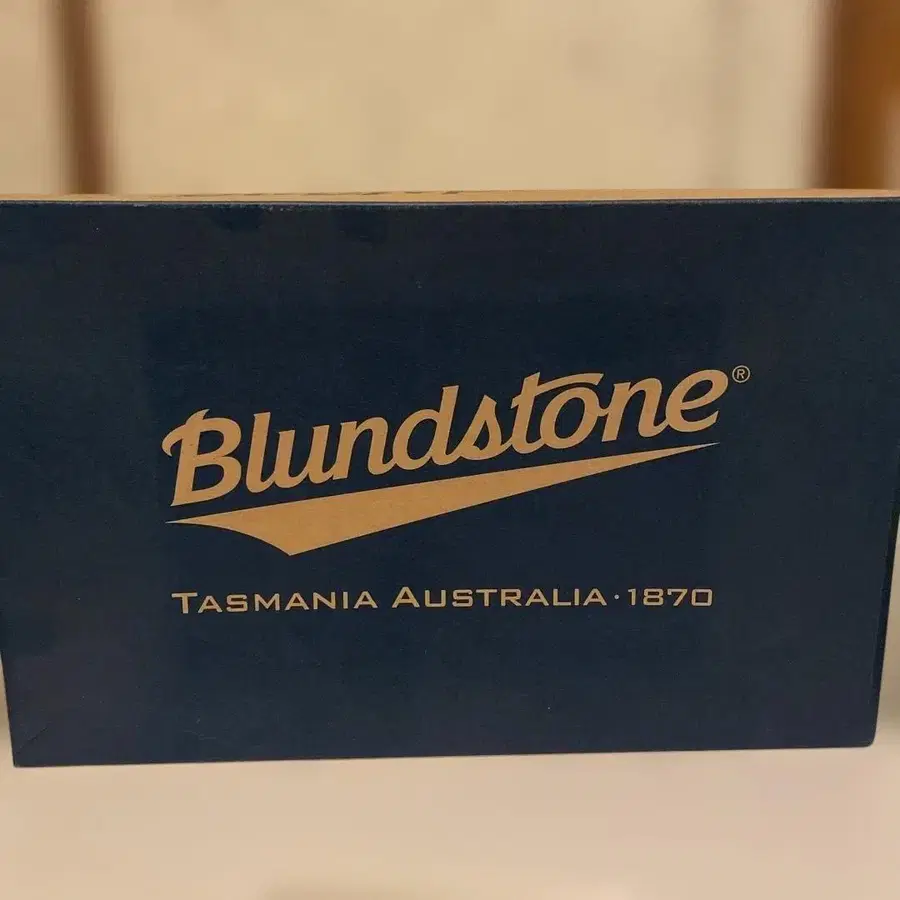 Blundstone®
TASMANIA AUSTRALIA · 1870